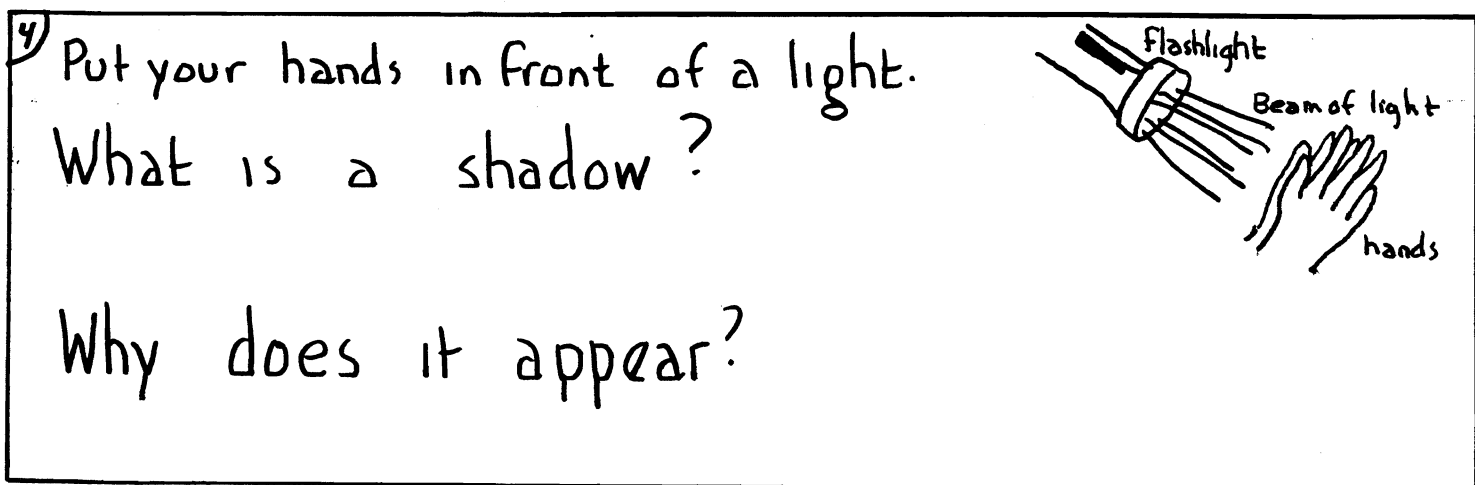 4
Put your hands in front of a light.
What is a shadow?
Why does it appear?
Flashlight
Beam of light
hands